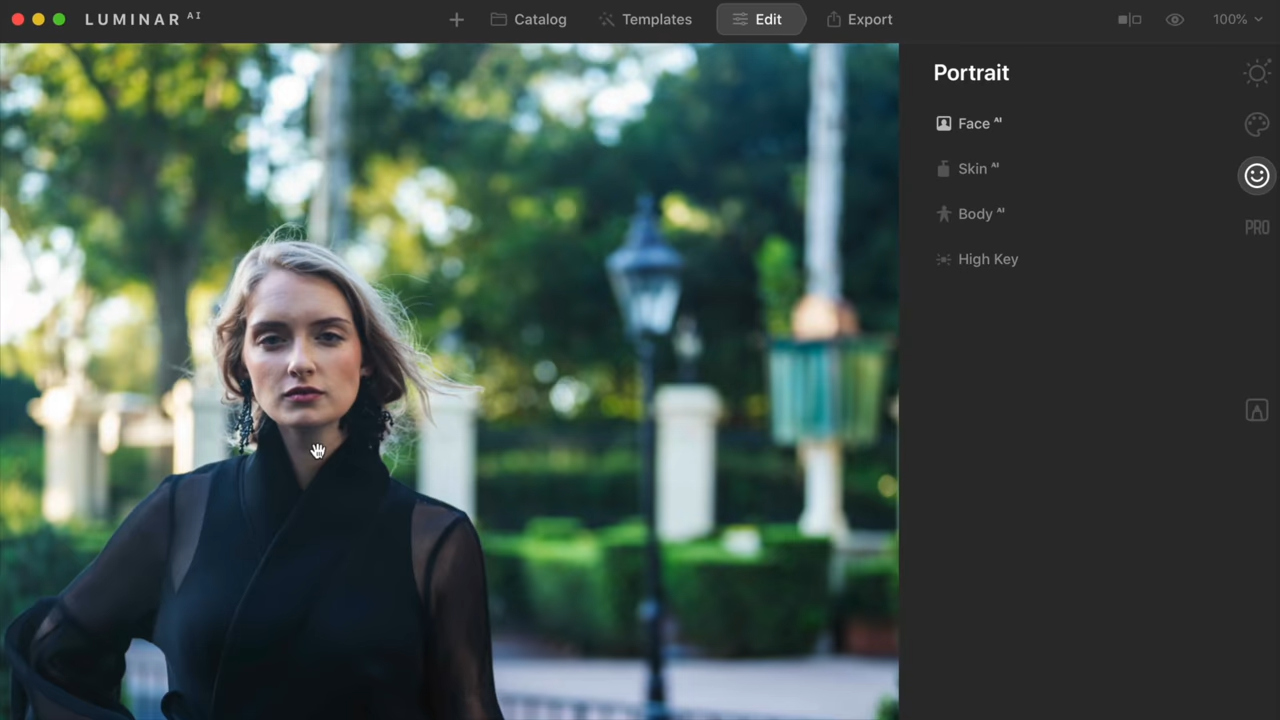 LUMINAR AI
Catalog
Templates
Edit
Export
100%
Portrait
Face AI
Skin AI
Body AI
High Key
PRO